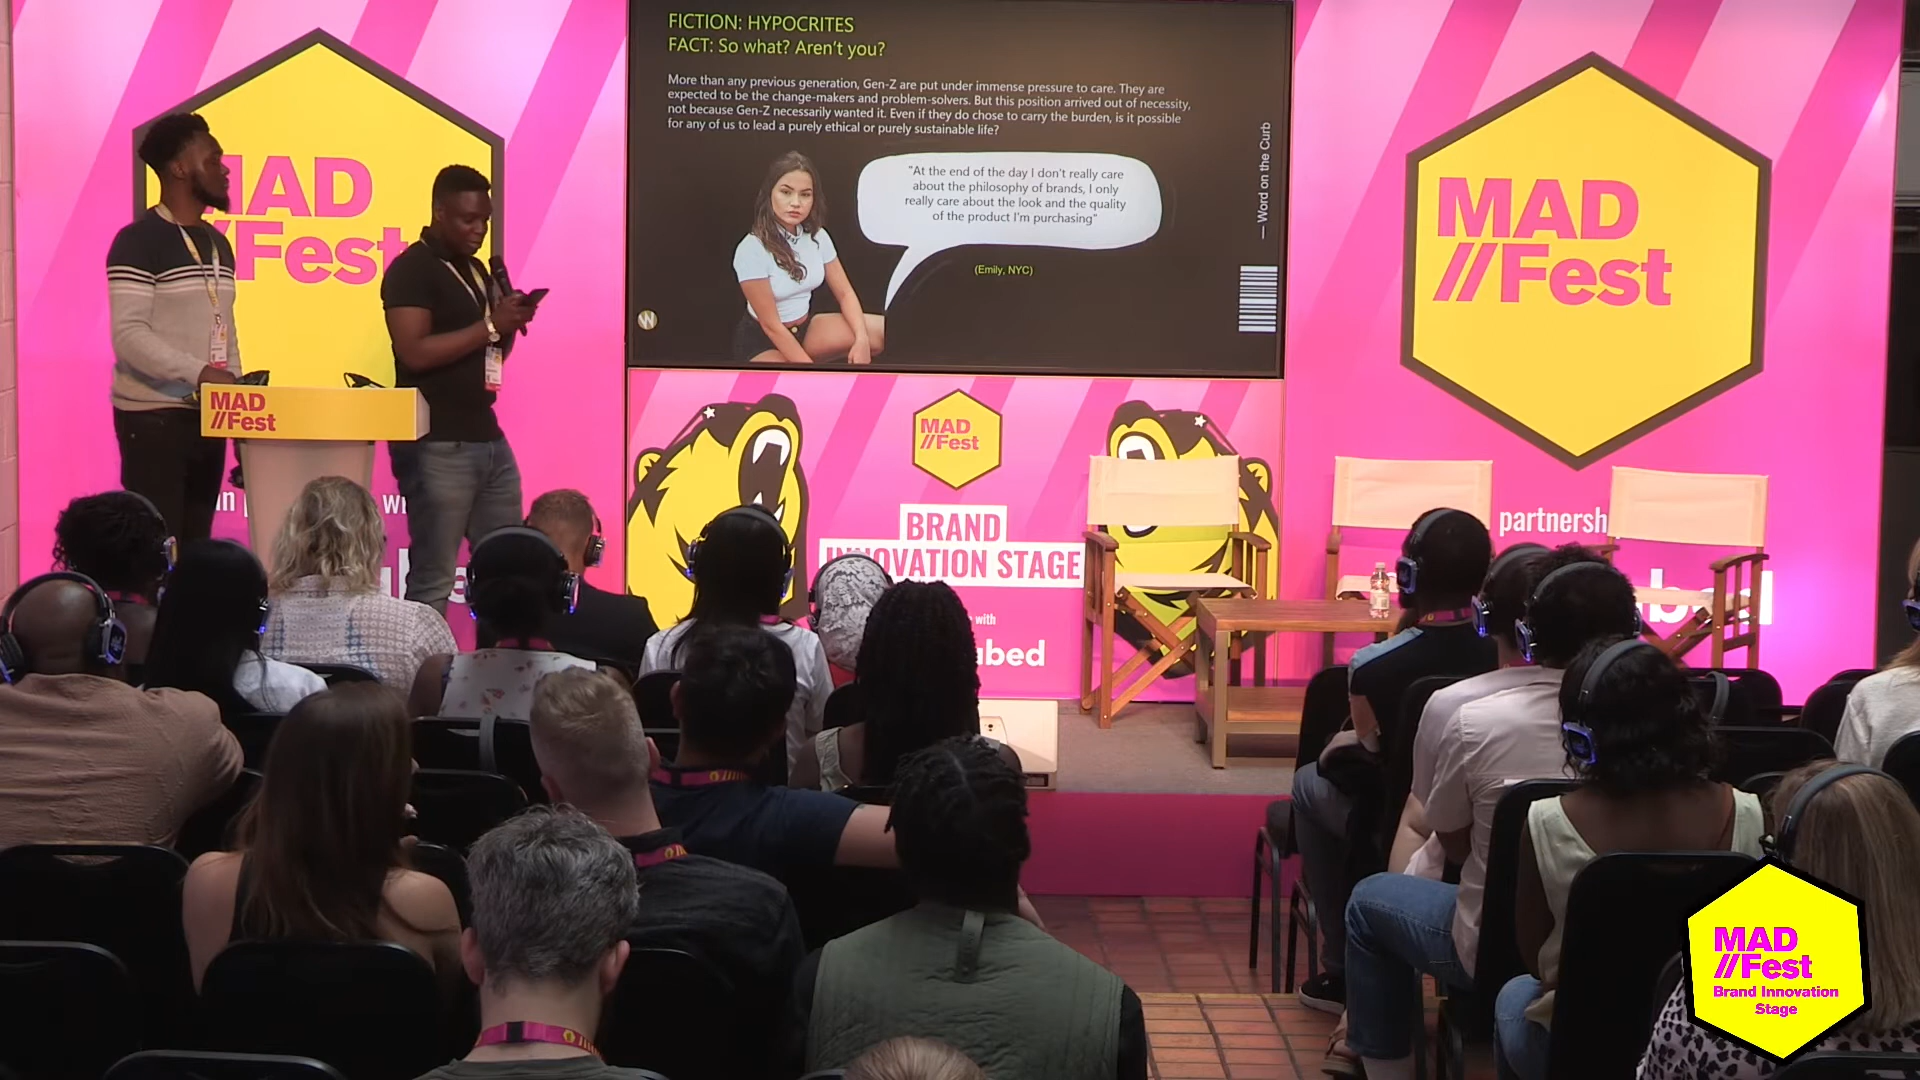 FICTION: HYPOCRITES
FACT: So what? Aren't you?
More than any previous generation, Gen-Z are put under immense pressure to care. They are
expected to be the change-makers and problem-solvers. But this position arrived out of necessity,
not because Gen-Z necessarily wanted it. Even if they do chose to carry the burden, is it possible
for any of us to lead a purely ethical or purely sustainable life?
"At the end of the day I don't really care
about the philosophy of brands, I only
really care about the look and the quality
of the product I'm purchasing"
(Emily, NYC)
— Word on the Curb
W
MAD
//Fest
MAD
//Fest
MAD
//Fest
MAD
//Fest
BRAND
INNOVATION STAGE
with
in
partnersh
MAD
//Fest
Brand Innovation
Stage